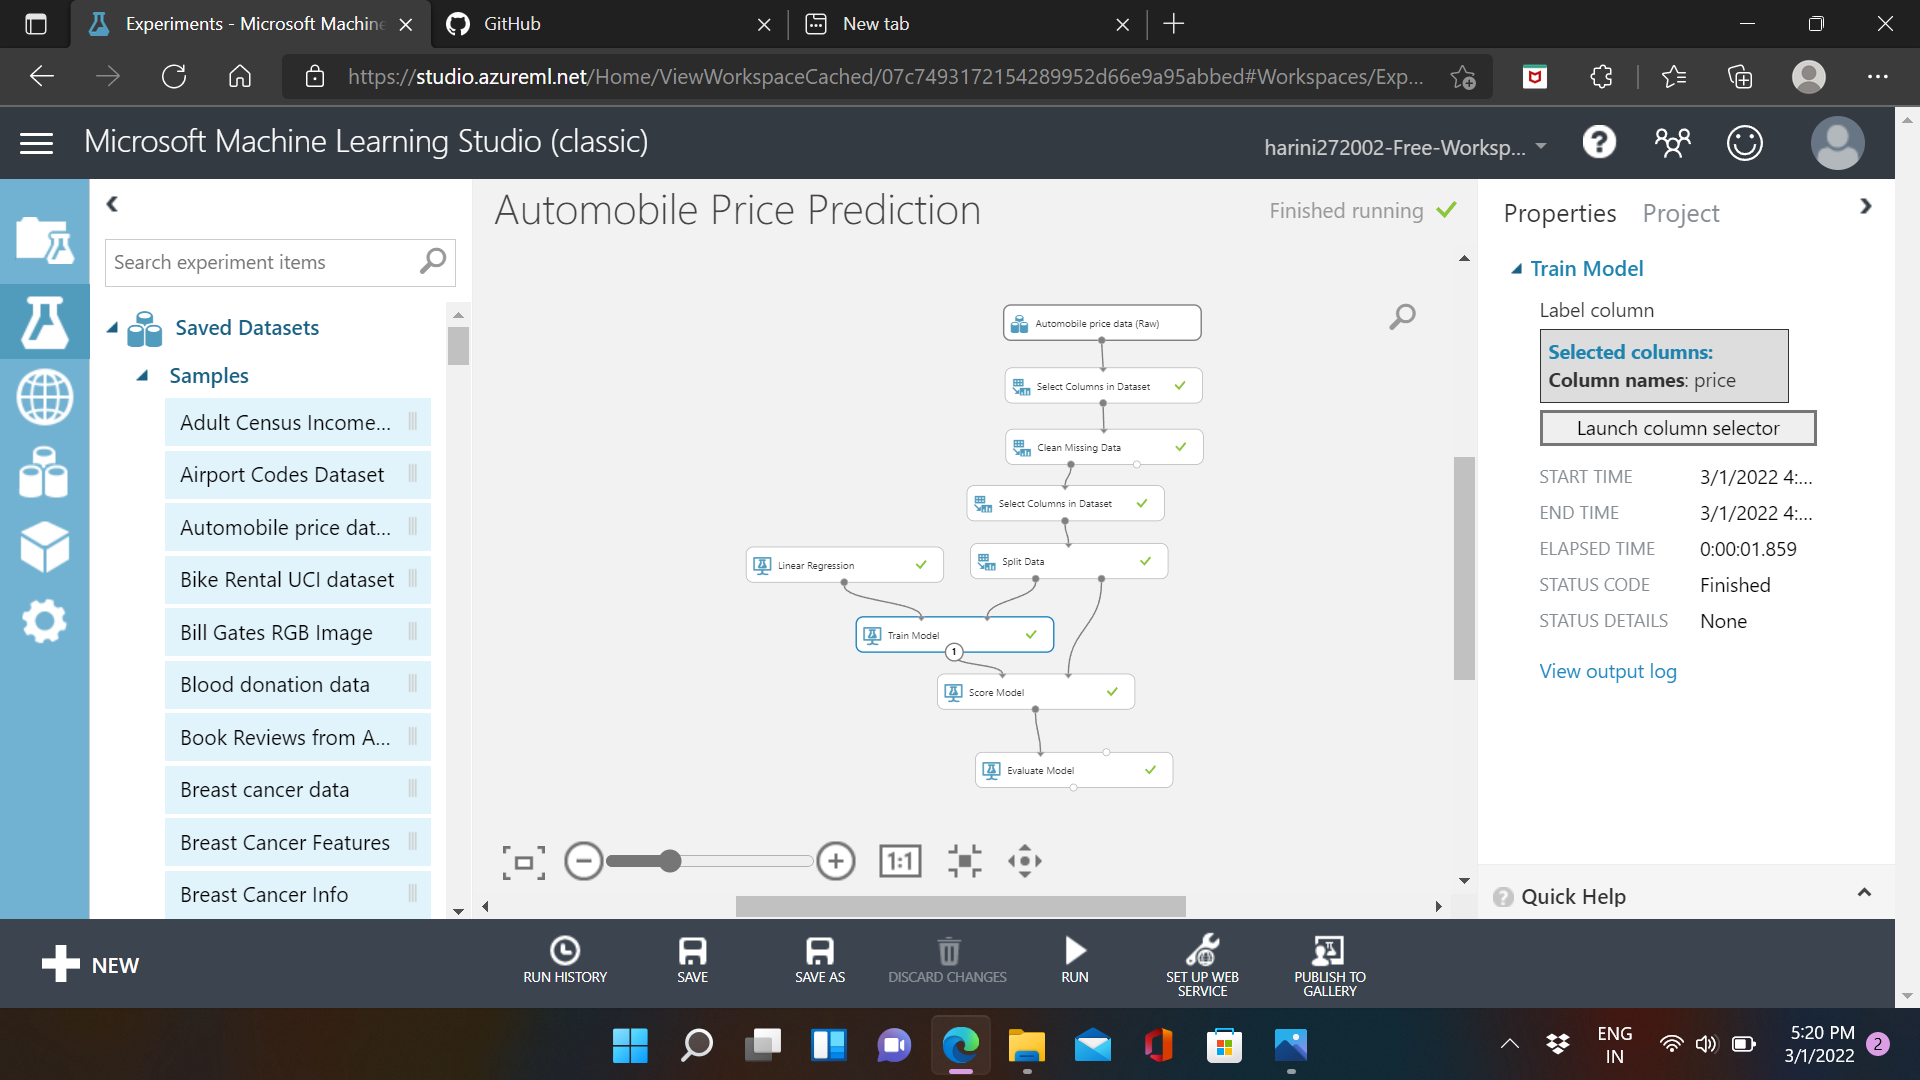 Experiments - Microsoft Machine
GitHub
New tab
https://studio.azureml.net/Home/ViewWorkspaceCached/07c7493172154289952d66e9a95abbed#Workspaces/Exp...
Microsoft Machine Learning Studio (classic)
harini272002-Free-Worksp...
Search experiment items
Saved Datasets
Samples
Adult Census Income...
Airport Codes Dataset
Automobile price dat...
Bike Rental UCI dataset
Bill Gates RGB Image
Blood donation data
Book Reviews from A...
Breast cancer data
Breast Cancer Features
Breast Cancer Info
Automobile Price Prediction
Finished running
Automobile price data (Raw)
Select Columns in Dataset
Clean Missing Data
Select Columns in Dataset
Linear Regression
Split Data
Train Model
1
Score Model
Evaluate Model
1:1
Properties Project
Train Model
Label column
Selected columns:
Column names: price
Launch column selector
START TIME 3/1/2022 4:...
END TIME 3/1/2022 4:...
ELAPSED TIME 0:00:01.859
STATUS CODE Finished
STATUS DETAILS None
View output log
Quick Help
NEW
RUN HISTORY
SAVE
SAVE AS
DISCARD CHANGES
RUN
SET UP WEB
SERVICE
PUBLISH TO
GALLERY
ENG
IN
5:20 PM
3/1/2022
2